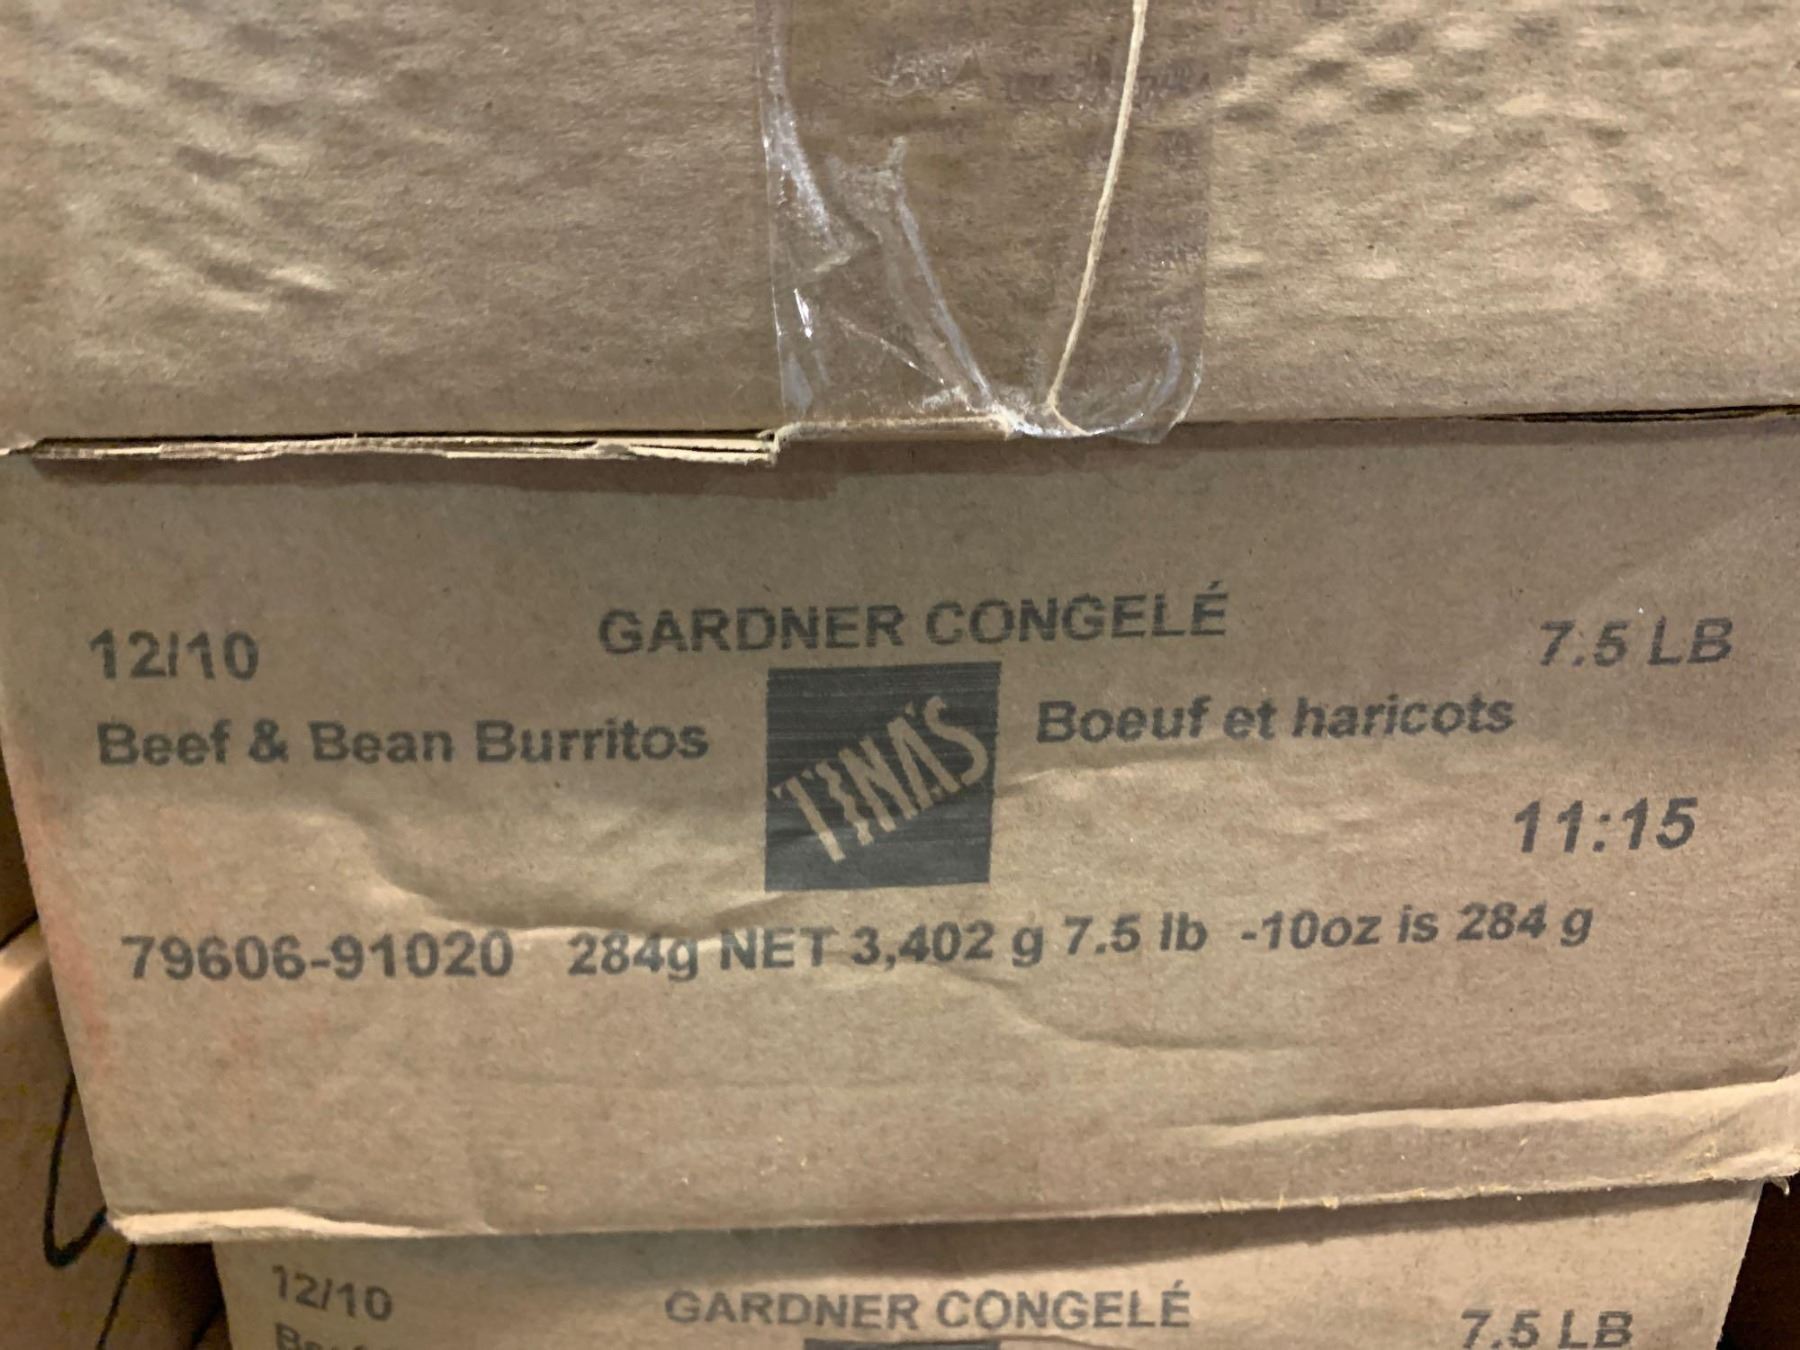 12/10
GARDNER CONGELÉ
7.5 LB
Beef & Bean Burritos
TINA'S
Boeuf et haricots
11:15
79606-91020 284g NET 3,402 g 7.5 lb -10oz is 284 g
12/10
GARDNER CONGELÉ
7.5 LB